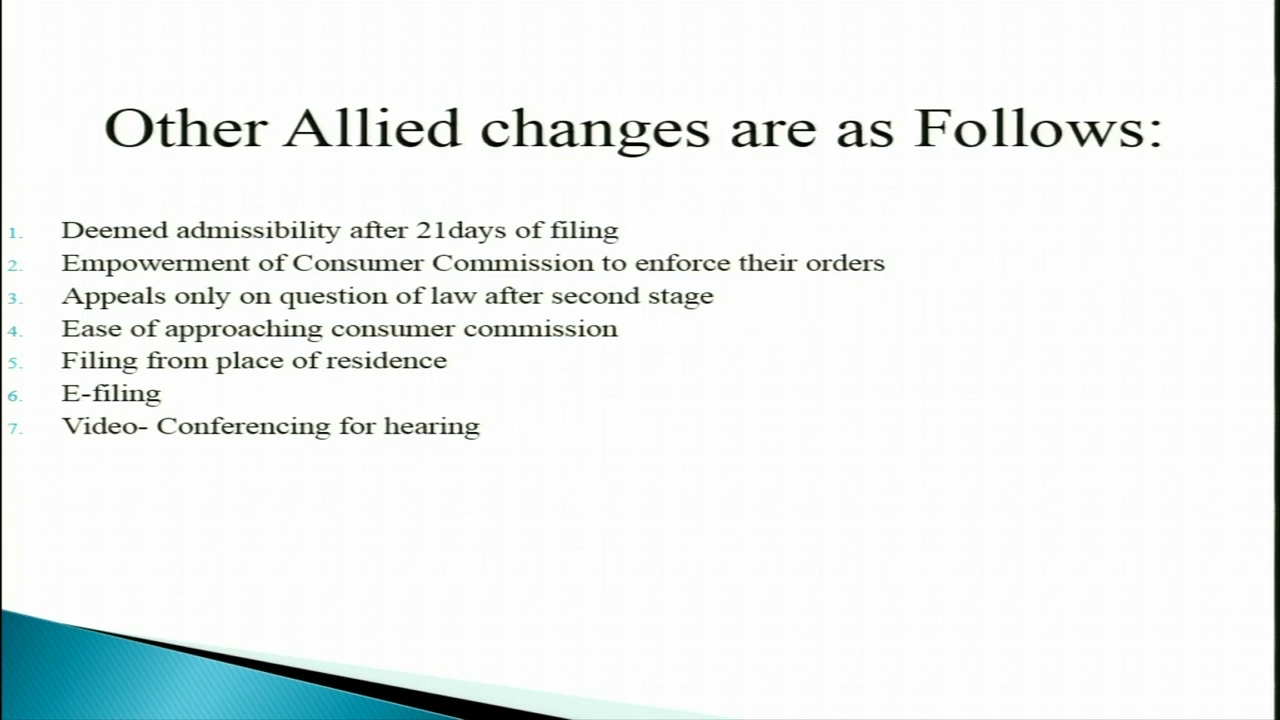 Other Allied changes are as Follows:
1. Deemed admissibility after 21days of filing
2. Empowerment of Consumer Commission to enforce their orders
3. Appeals only on question of law after second stage
4. Ease of approaching consumer commission
5. Filing from place of residence
6. E-filing
7. Video- Conferencing for hearing